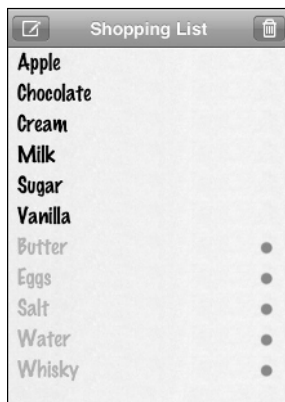 Shopping List
Apple
Chocolate
Cream
Milk
Sugar
Vanilla
Butter
Eggs
Salt
Water
Whisky